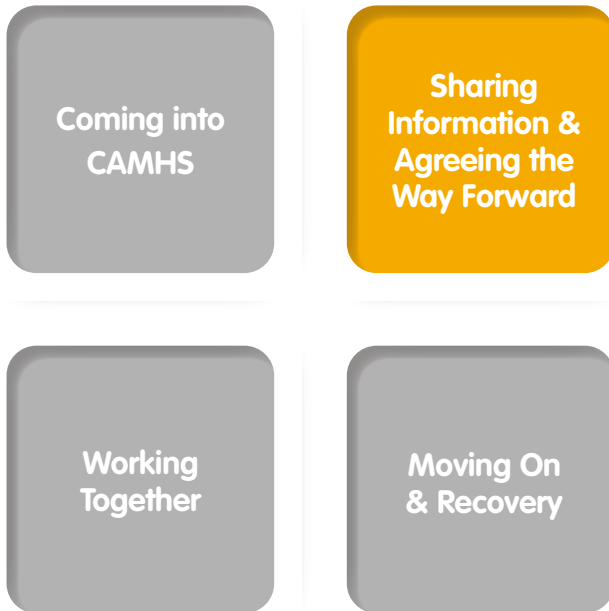 Coming into
CAMHS
Sharing
Information &
Agreeing the
Way Forward
Working
Together
Moving On
& Recovery